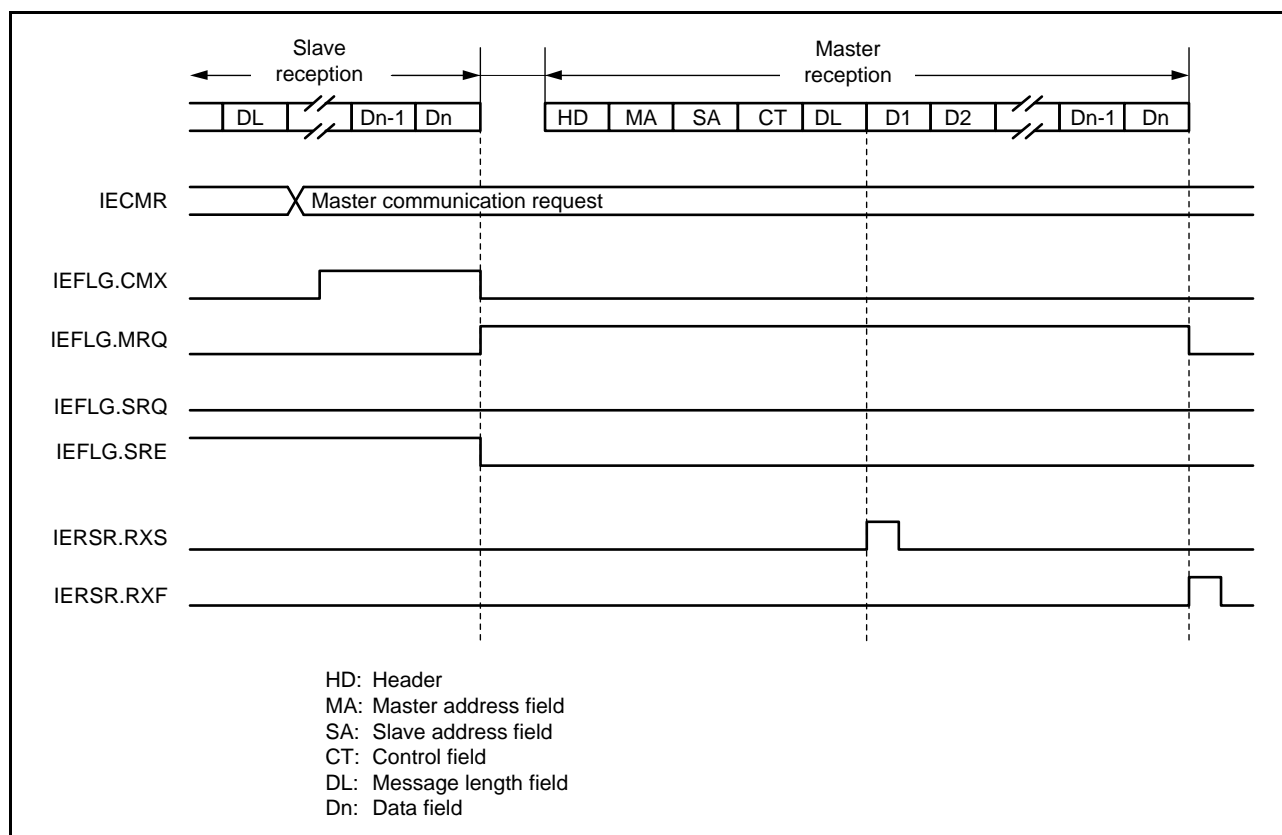 Slave
reception
Master
reception
DL Dn-1 Dn HD MA SA CT DL D1 D2 Dn-1 Dn
IECMR Master communication request
IEFLG.CMX
IEFLG.MRQ
IEFLG.SRQ
IEFLG.SRE
IERSR.RXS
IERSR.RXF
HD: Header
MA: Master address field
SA: Slave address field
CT: Control field
DL: Message length field
Dn: Data field